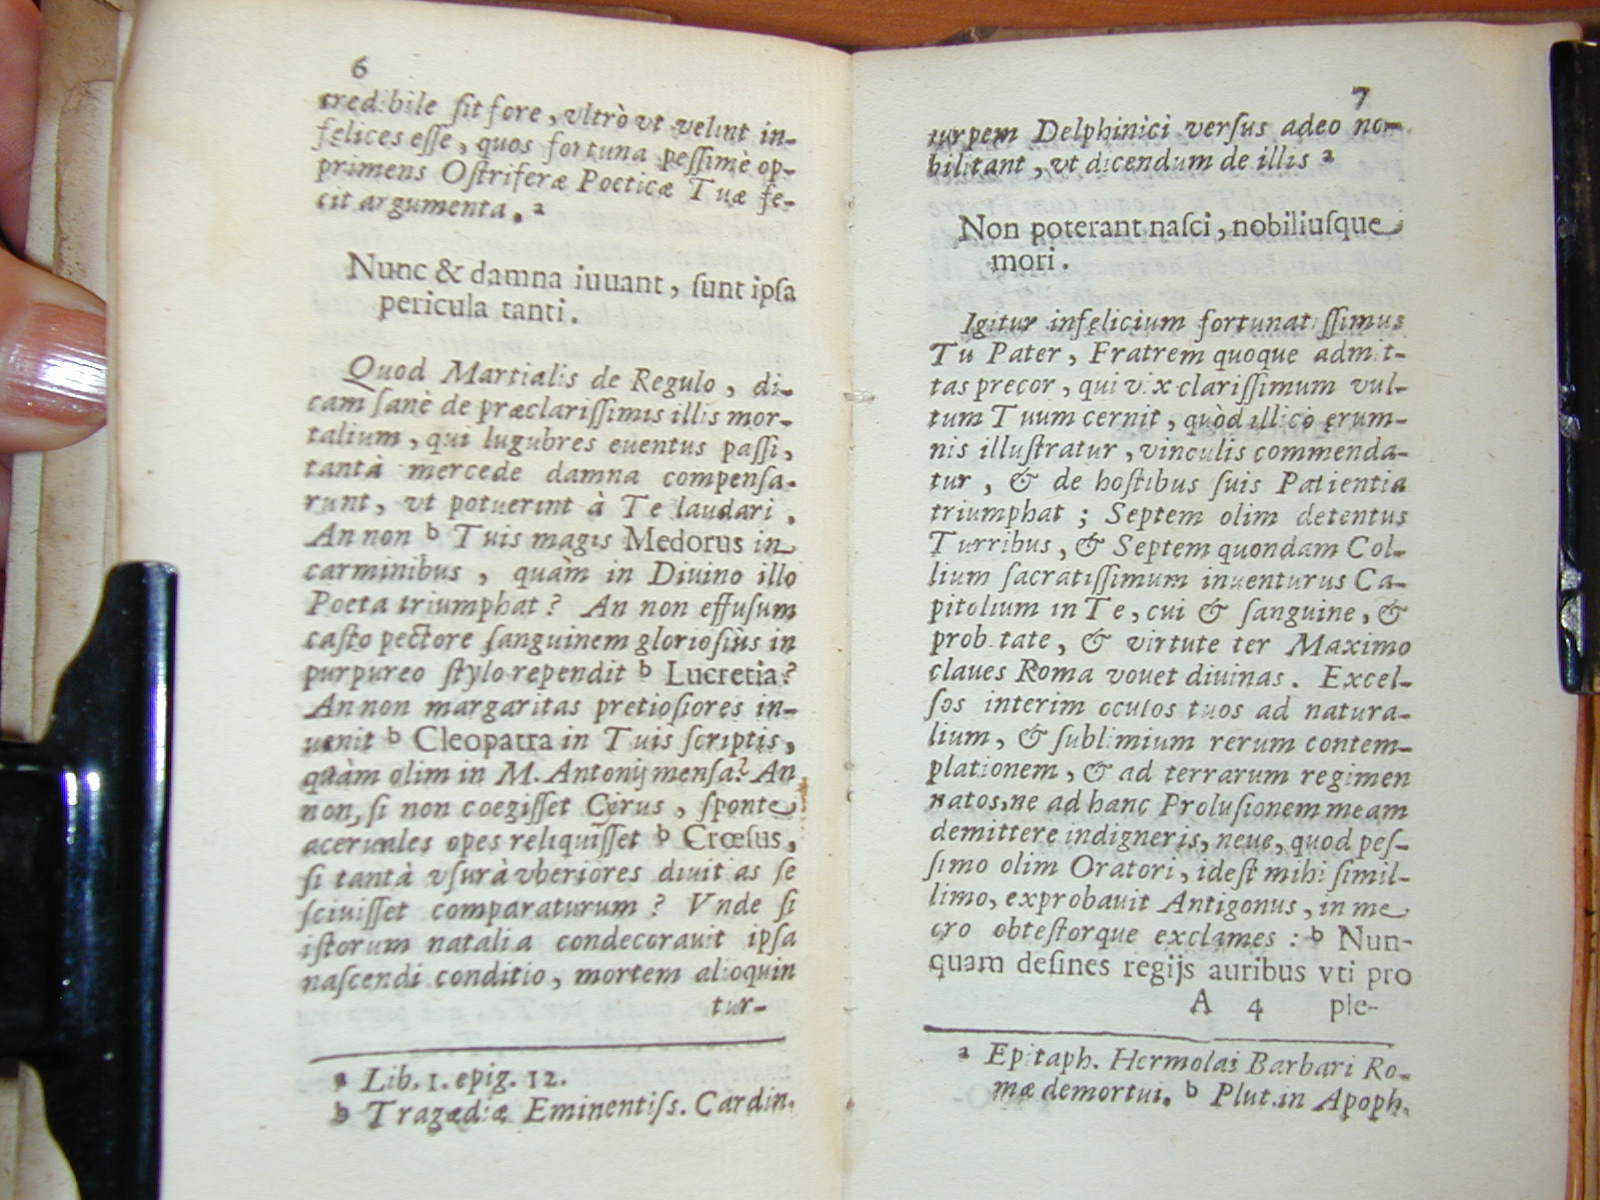 6
credibile sit fore, vltrò vt velint in-
felices esse, quos fortuna pessimè op-
primens Ostriferæ Poeticæ Tuæ fe-
cit argumenta. a
Nunc & damna iuuant, sunt ipsa
pericula tanti.
Quod Martialis de Regulo, di-
cam sanè de præclarissimis illis mor-
talium, qui lugubres euentus passi,
tantà mercede damna compensa-
runt, vt potuerint à Te laudari.
An non b Tuis magis Medorus in
carminibus, quàm in Diuino illo
Poeta triumphat? An non effusum
casto pectore sanguinem gloriosiùs in
purpureo stylo rependit b Lucretia?
An non margaritas pretiosiores in-
uenit b Cleopatra in Tuis scriptis,
quàm olim in M. Antonij mensa? An
non, si non coegisset Cyrus, sponte
aceruales opes reliquisset b Crœsus,
si tantà vsurà vberiores diuitias se
sciuisset comparaturum? Vnde si
istorum natalia condecorauit ipsa
nascendi conditio, mortem alioquin
tur-
a Lib. 1. epig. 12.
b Tragædiæ Eminentiss. Cardin.
7
turpem Delphinici versus adeo no-
bilitant, vt dicendum de illis a
Non poterant nasci, nobiliusque
mori.
Igitur infelicium fortunatissimus
Tu Pater, Fratrem quoque admit-
tas precor, qui vix clarissimum vul-
tum Tuum cernit, quòd illicò erum-
nis illustratur, vinculis commenda-
tur, & de hostibus suis Patientia
triumphat; Septem olim detentus
Turribus, & Septem quondam Col-
lium sacratissimum inuenturus Ca-
pitolium in Te, cui & sanguine, &
probitate, & virtute ter Maximo
claues Roma vouet diuinas. Excel-
sos interim oculos tuos ad natura-
lium, & sublimium rerum contem-
plationem, & ad terrarum regimen
natos, ne ad hanc Prolusionem meam
demittere indigneris, neue, quod pes-
simo olim Oratori, idest mihi simil-
limo, exprobauit Antigonus, in me
cro obtestorque exclames: b Nun-
quam desines regijs auribus vti pro
A 4 ple-
a Epitaph. Hermolai Barbari Ro-
mæ demortui. b Plut. in Apoph.